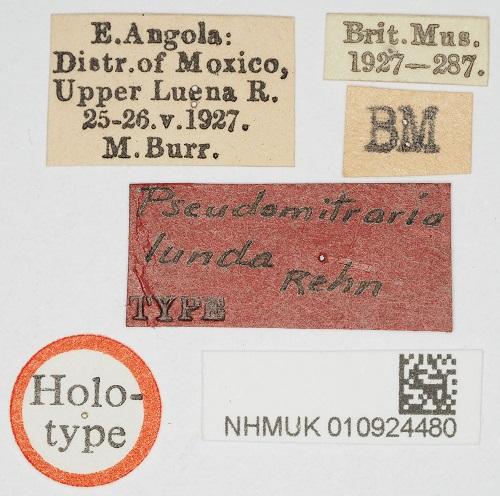 E.Angola:
Distr.of Moxico,
Upper Luena R.
25-26.v.1927.
M.Burr.
Brit.Mus.
1927—287.
BM
Pseudomitraria
lunda
Rehn
TYPE
Holo-
type
NHMUK 010924480